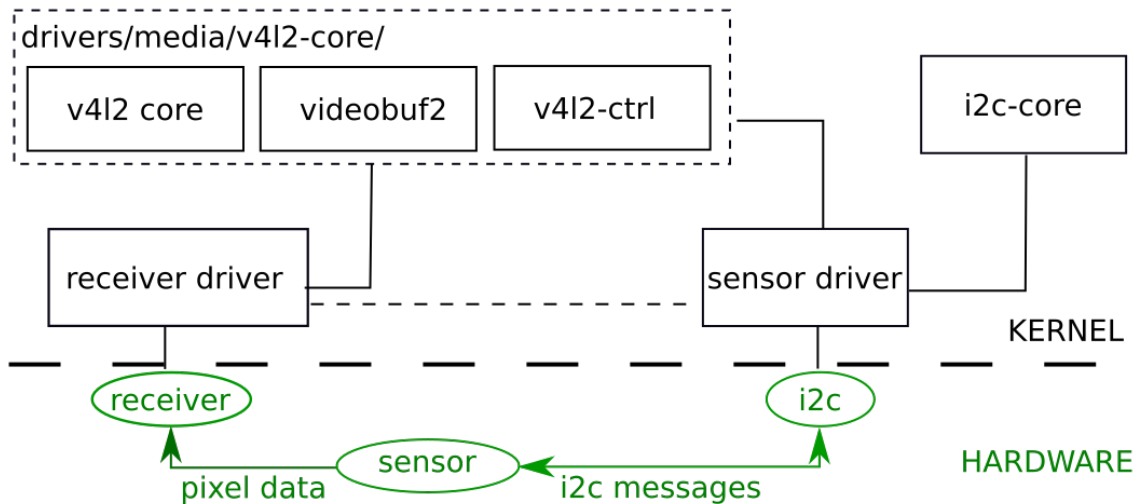 drivers/media/v4l2-core/
v4l2 core
videobuf2
v4l2-ctrl
i2c-core
receiver driver
sensor driver
KERNEL
receiver
i2c
sensor
HARDWARE
pixel data
i2c messages